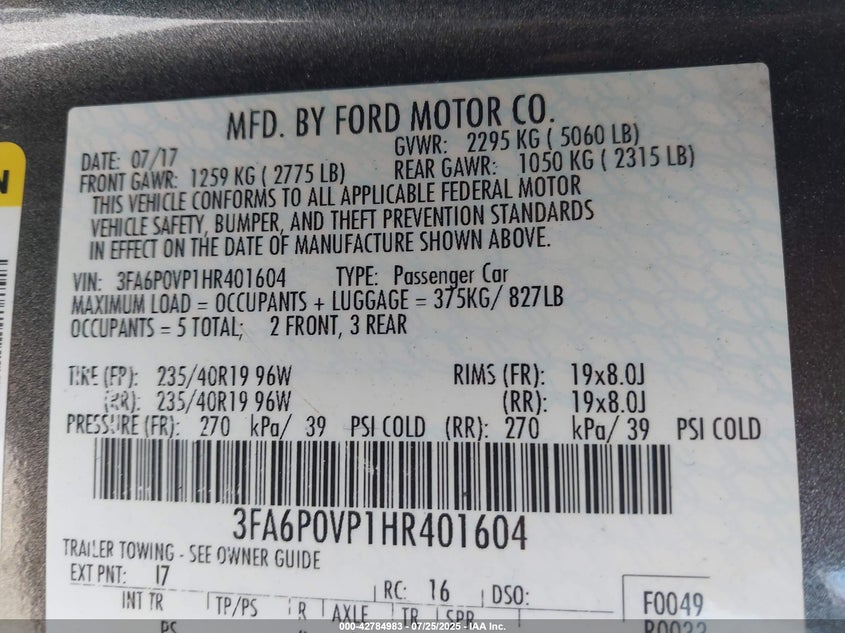 MFD. BY FORD MOTOR CO.
DATE: 07/17 GVWR: 2295 KG ( 5060 LB)
FRONT GAWR: 1259 KG ( 2775 LB) REAR GAWR: 1050 KG ( 2315 LB)
THIS VEHICLE CONFORMS TO ALL APPLICABLE FEDERAL MOTOR
VEHICLE SAFETY, BUMPER, AND THEFT PREVENTION STANDARDS
IN EFFECT ON THE DATE OF MANUFACTURE SHOWN ABOVE.
VIN: 3FA6P0VP1HR401604 TYPE: Passenger Car
MAXIMUM LOAD = OCCUPANTS + LUGGAGE = 375KG/ 827LB
OCCUPANTS = 5 TOTAL; 2 FRONT, 3 REAR
TIRE (FR): 235/40R19 96W RIMS (FR): 19x8.0J
(RR): 235/40R19 96W (RR): 19x8.0J
PRESSURE (FR): 270 kPa/ 39 PSI COLD (RR): 270 kPa/ 39 PSI COLD
3FA6P0VP1HR401604
TRAILER TOWING - SEE OWNER GUIDE
EXT PNT: 17 RC: 16 DSO:
INT TR TP/PS R AXLE TR SPR F0049
PS
000-42784983 - 07/25/2025 - IAA Inc.